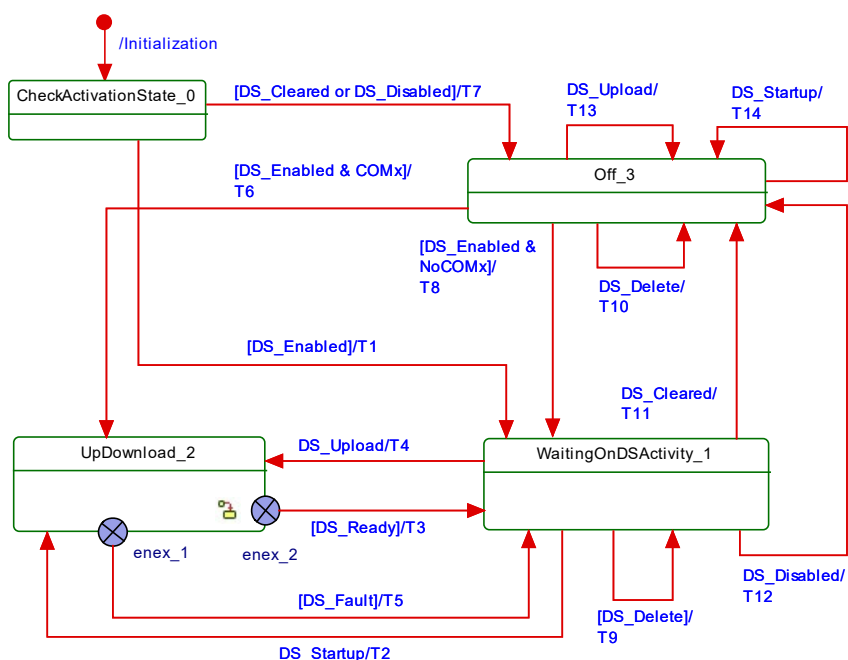 /Initialization
CheckActivationState_0
[DS_Cleared or DS_Disabled]/T7
DS_Upload/
T13
DS_Startup/
T14
[DS_Enabled & COMx]/
T6
Off_3
[DS_Enabled &
NoCOMx]/
T8
DS_Delete/
T10
[DS_Enabled]/T1
DS_Cleared/
T11
UpDownload_2
DS_Upload/T4
WaitingOnDSActivity_1
[DS_Ready]/T3
enex_1
enex_2
[DS_Fault]/T5
[DS_Delete]/
T9
DS_Disabled/
T12
DS_Startup/T2